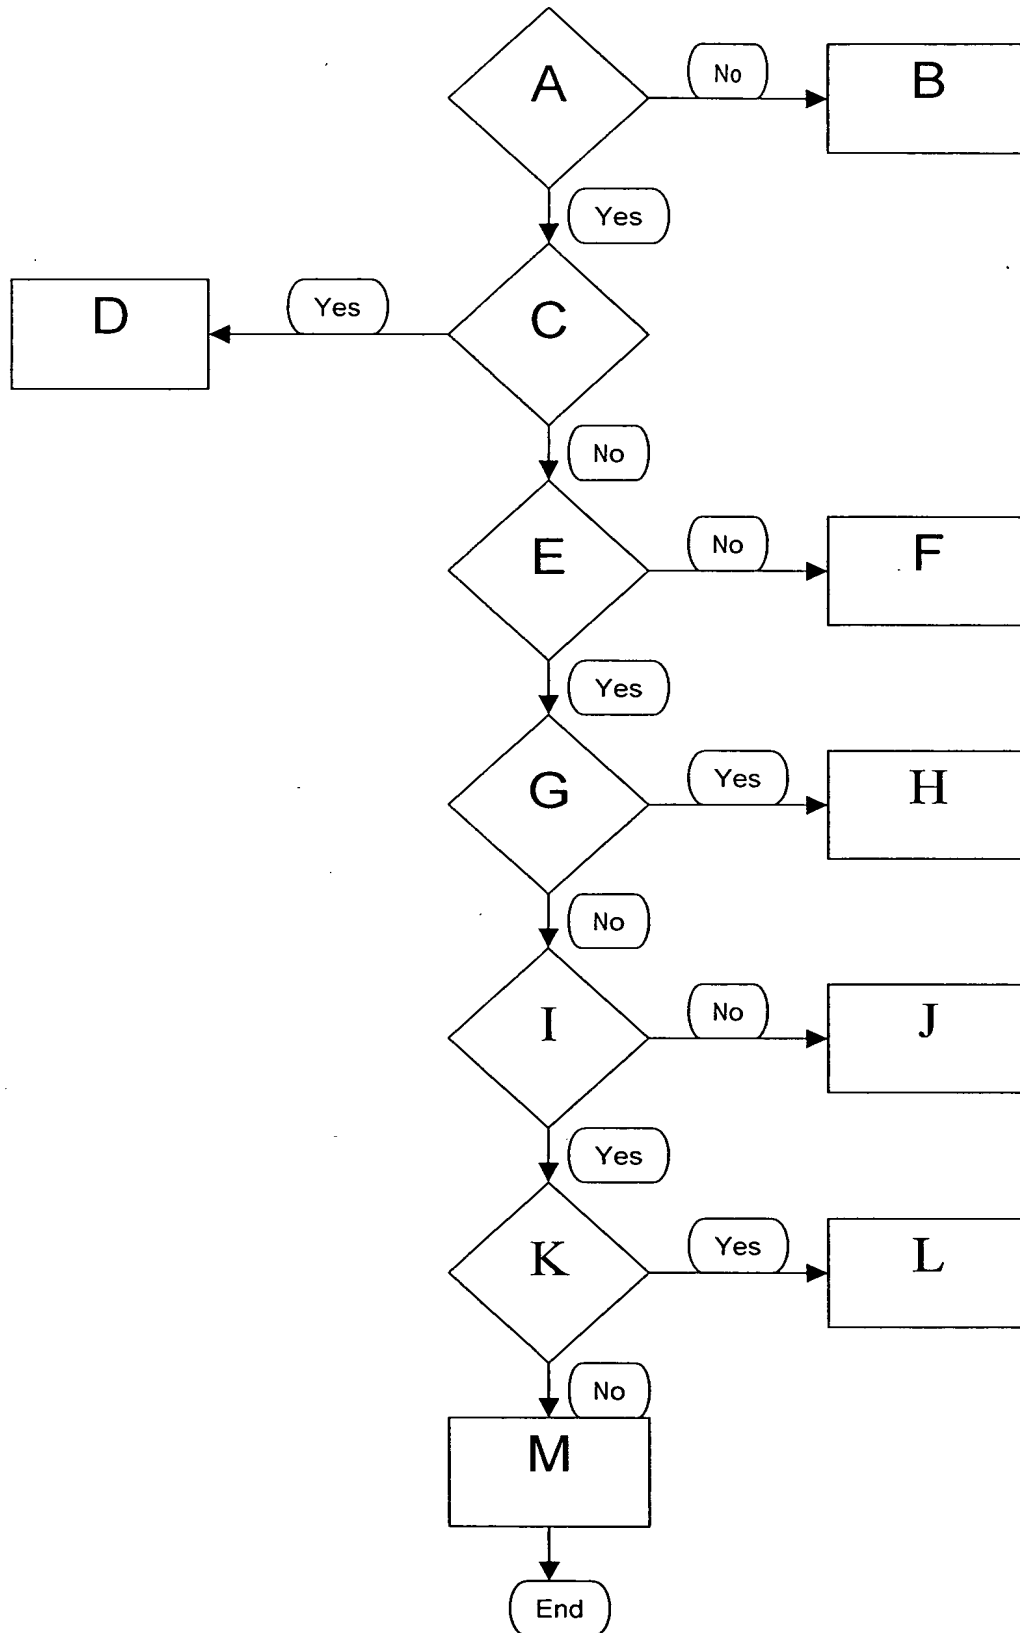 A
No
B
Yes
D
Yes
C
No
E
No
F
Yes
G
Yes
H
No
I
No
J
Yes
K
Yes
L
No
M
End